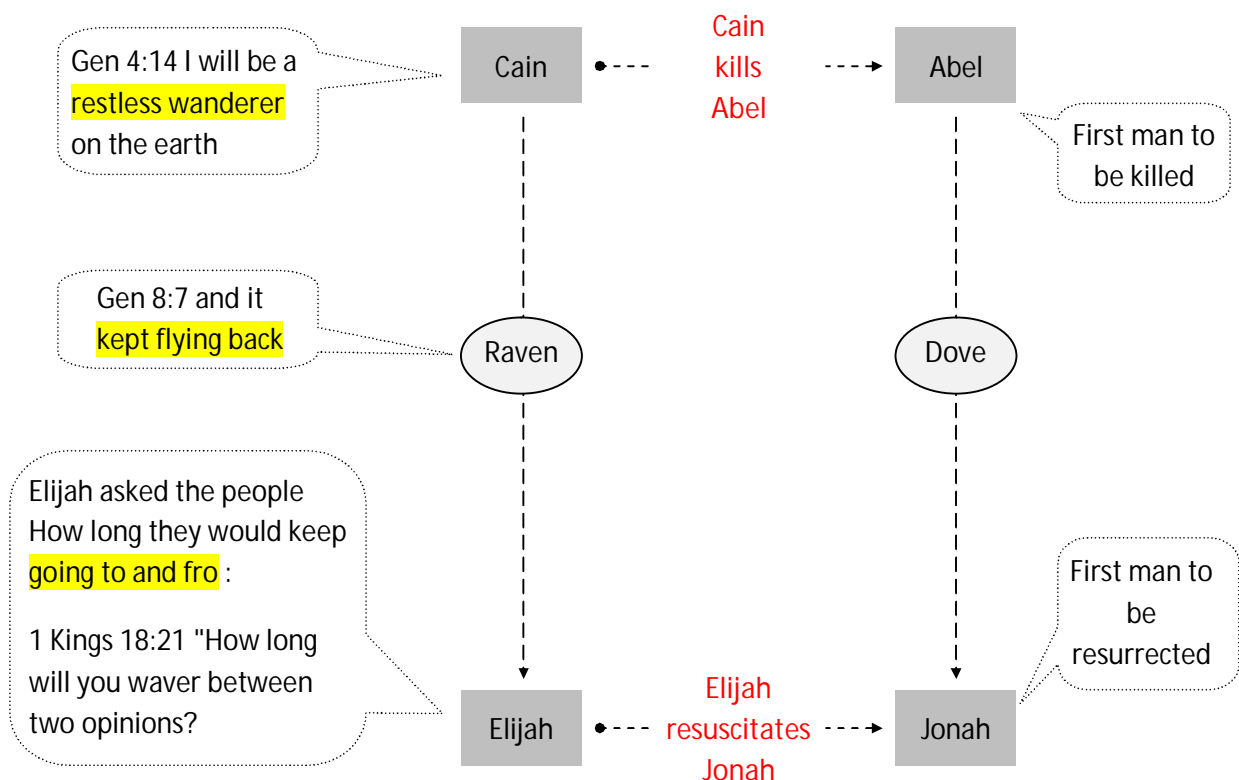 Gen 4:14 I will be a
restless wanderer
on the earth
Cain
Cain
kills
Abel
Abel
First man to
be killed
Gen 8:7 and it
kept flying back
Raven
Dove
Elijah asked the people
How long they would keep
going to and fro :
1 Kings 18:21 "How long
will you waver between
two opinions?
Elijah
Elijah
resuscitates
Jonah
Jonah
First man to
be
resurrected